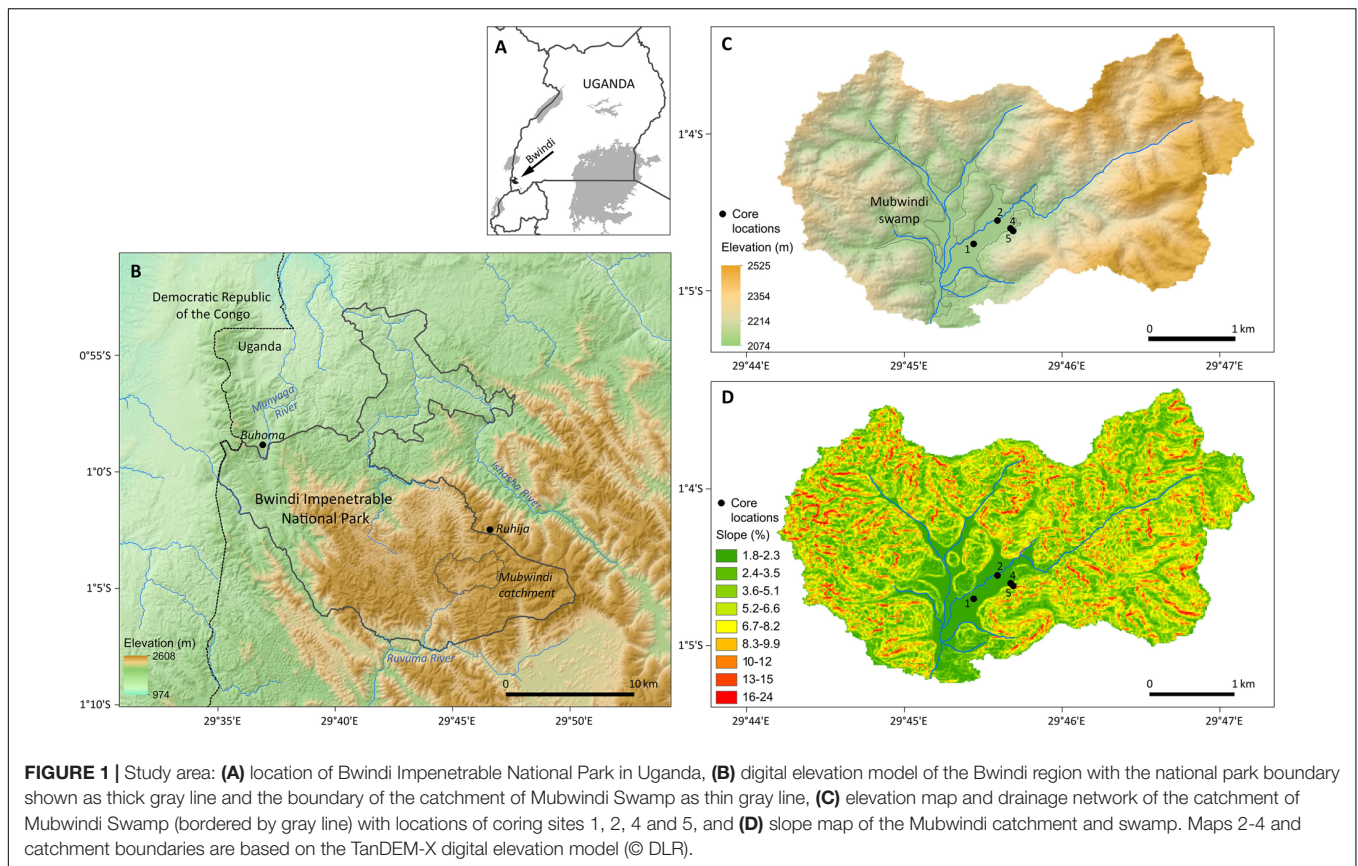 A
UGANDA
Bwindi
B
Democratic Republic
of the Congo
Uganda
0°55'S
Munyaga
River
Buhoma
1°0'S
Bwindi Impenetrable
National Park
Ishasha River
Ruhija
1°5'S
Mubwindi
catchment
Elevation (m)
2608
974
Ruvuma River
0 10 km
1°10'S
29°35'E 29°40'E 29°45'E 29°50'E
C
1°4'S
Mubwindi
swamp
Core
locations
2
4
5
1
Elevation (m)
2525
2354
2214
2074
1°5'S
0 1 km
29°44'E 29°45'E 29°46'E 29°47'E
D
1°4'S
Core
locations
Slope (%)
1.8-2.3
2.4-3.5
3.6-5.1
5.2-6.6
6.7-8.2
8.3-9.9
10-12
13-15
16-24
2
4
5
1
1°5'S
0 1 km
29°44'E 29°45'E 29°46'E 29°47'E
FIGURE 1 | Study area: (A) location of Bwindi Impenetrable National Park in Uganda, (B) digital elevation model of the Bwindi region with the national park boundary
shown as thick gray line and the boundary of the catchment of Mubwindi Swamp as thin gray line, (C) elevation map and drainage network of the catchment of
Mubwindi Swamp (bordered by gray line) with locations of coring sites 1, 2, 4 and 5, and (D) slope map of the Mubwindi catchment and swamp. Maps 2-4 and
catchment boundaries are based on the TanDEM-X digital elevation model (© DLR).